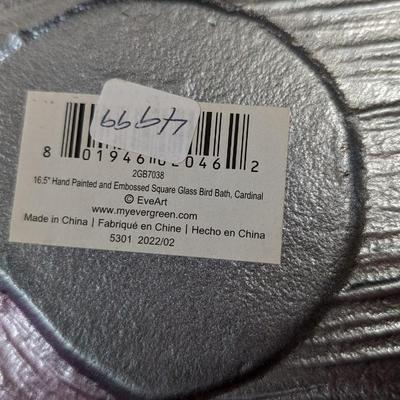 4999
8 01946 02046 2
2GB7038
16.5" Hand Painted and Embossed Square Glass Bird Bath, Cardinal
© EveArt
www.myevergreen.com
Made in China | Fabriqué en Chine | Hecho en China
5301 2022/02